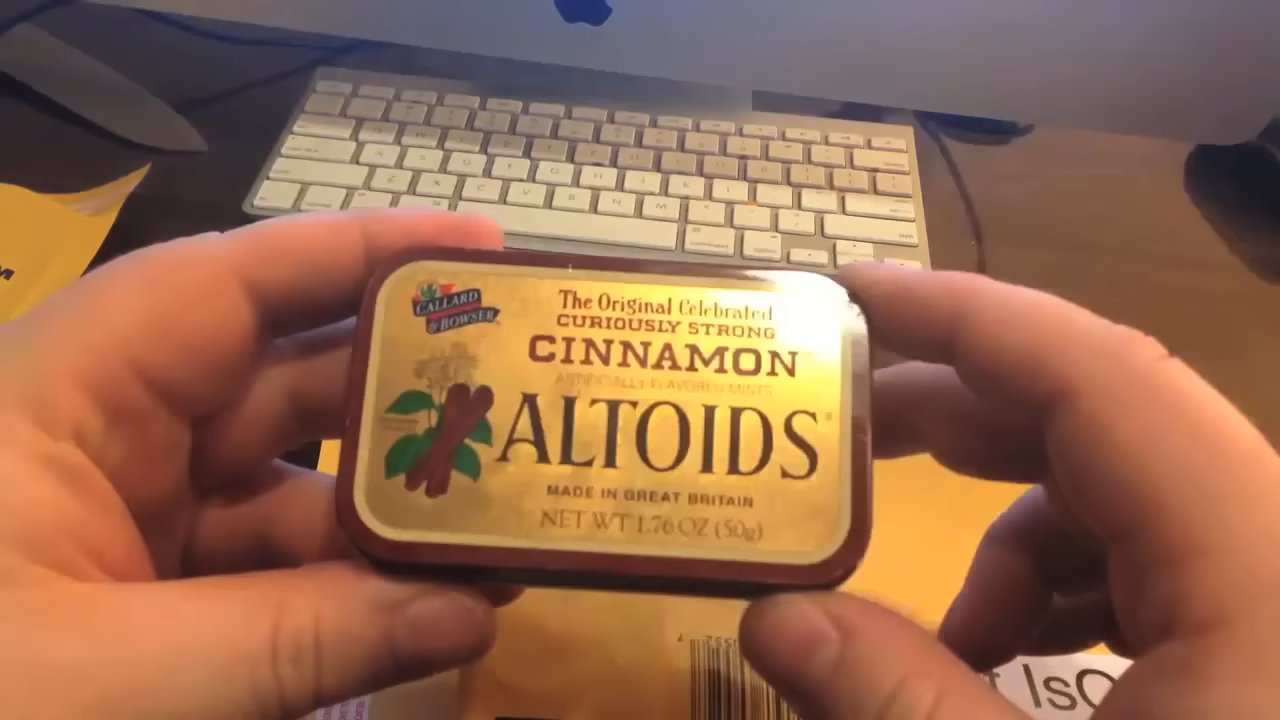 CALLARD
& BOWSER
The Original Celebrated
CURIOUSLY STRONG
CINNAMON
ARTIFICIALLY FLAVORED MINTS
ALTOIDS®
MADE IN GREAT BRITAIN
NET WT 1.76 OZ (50g)